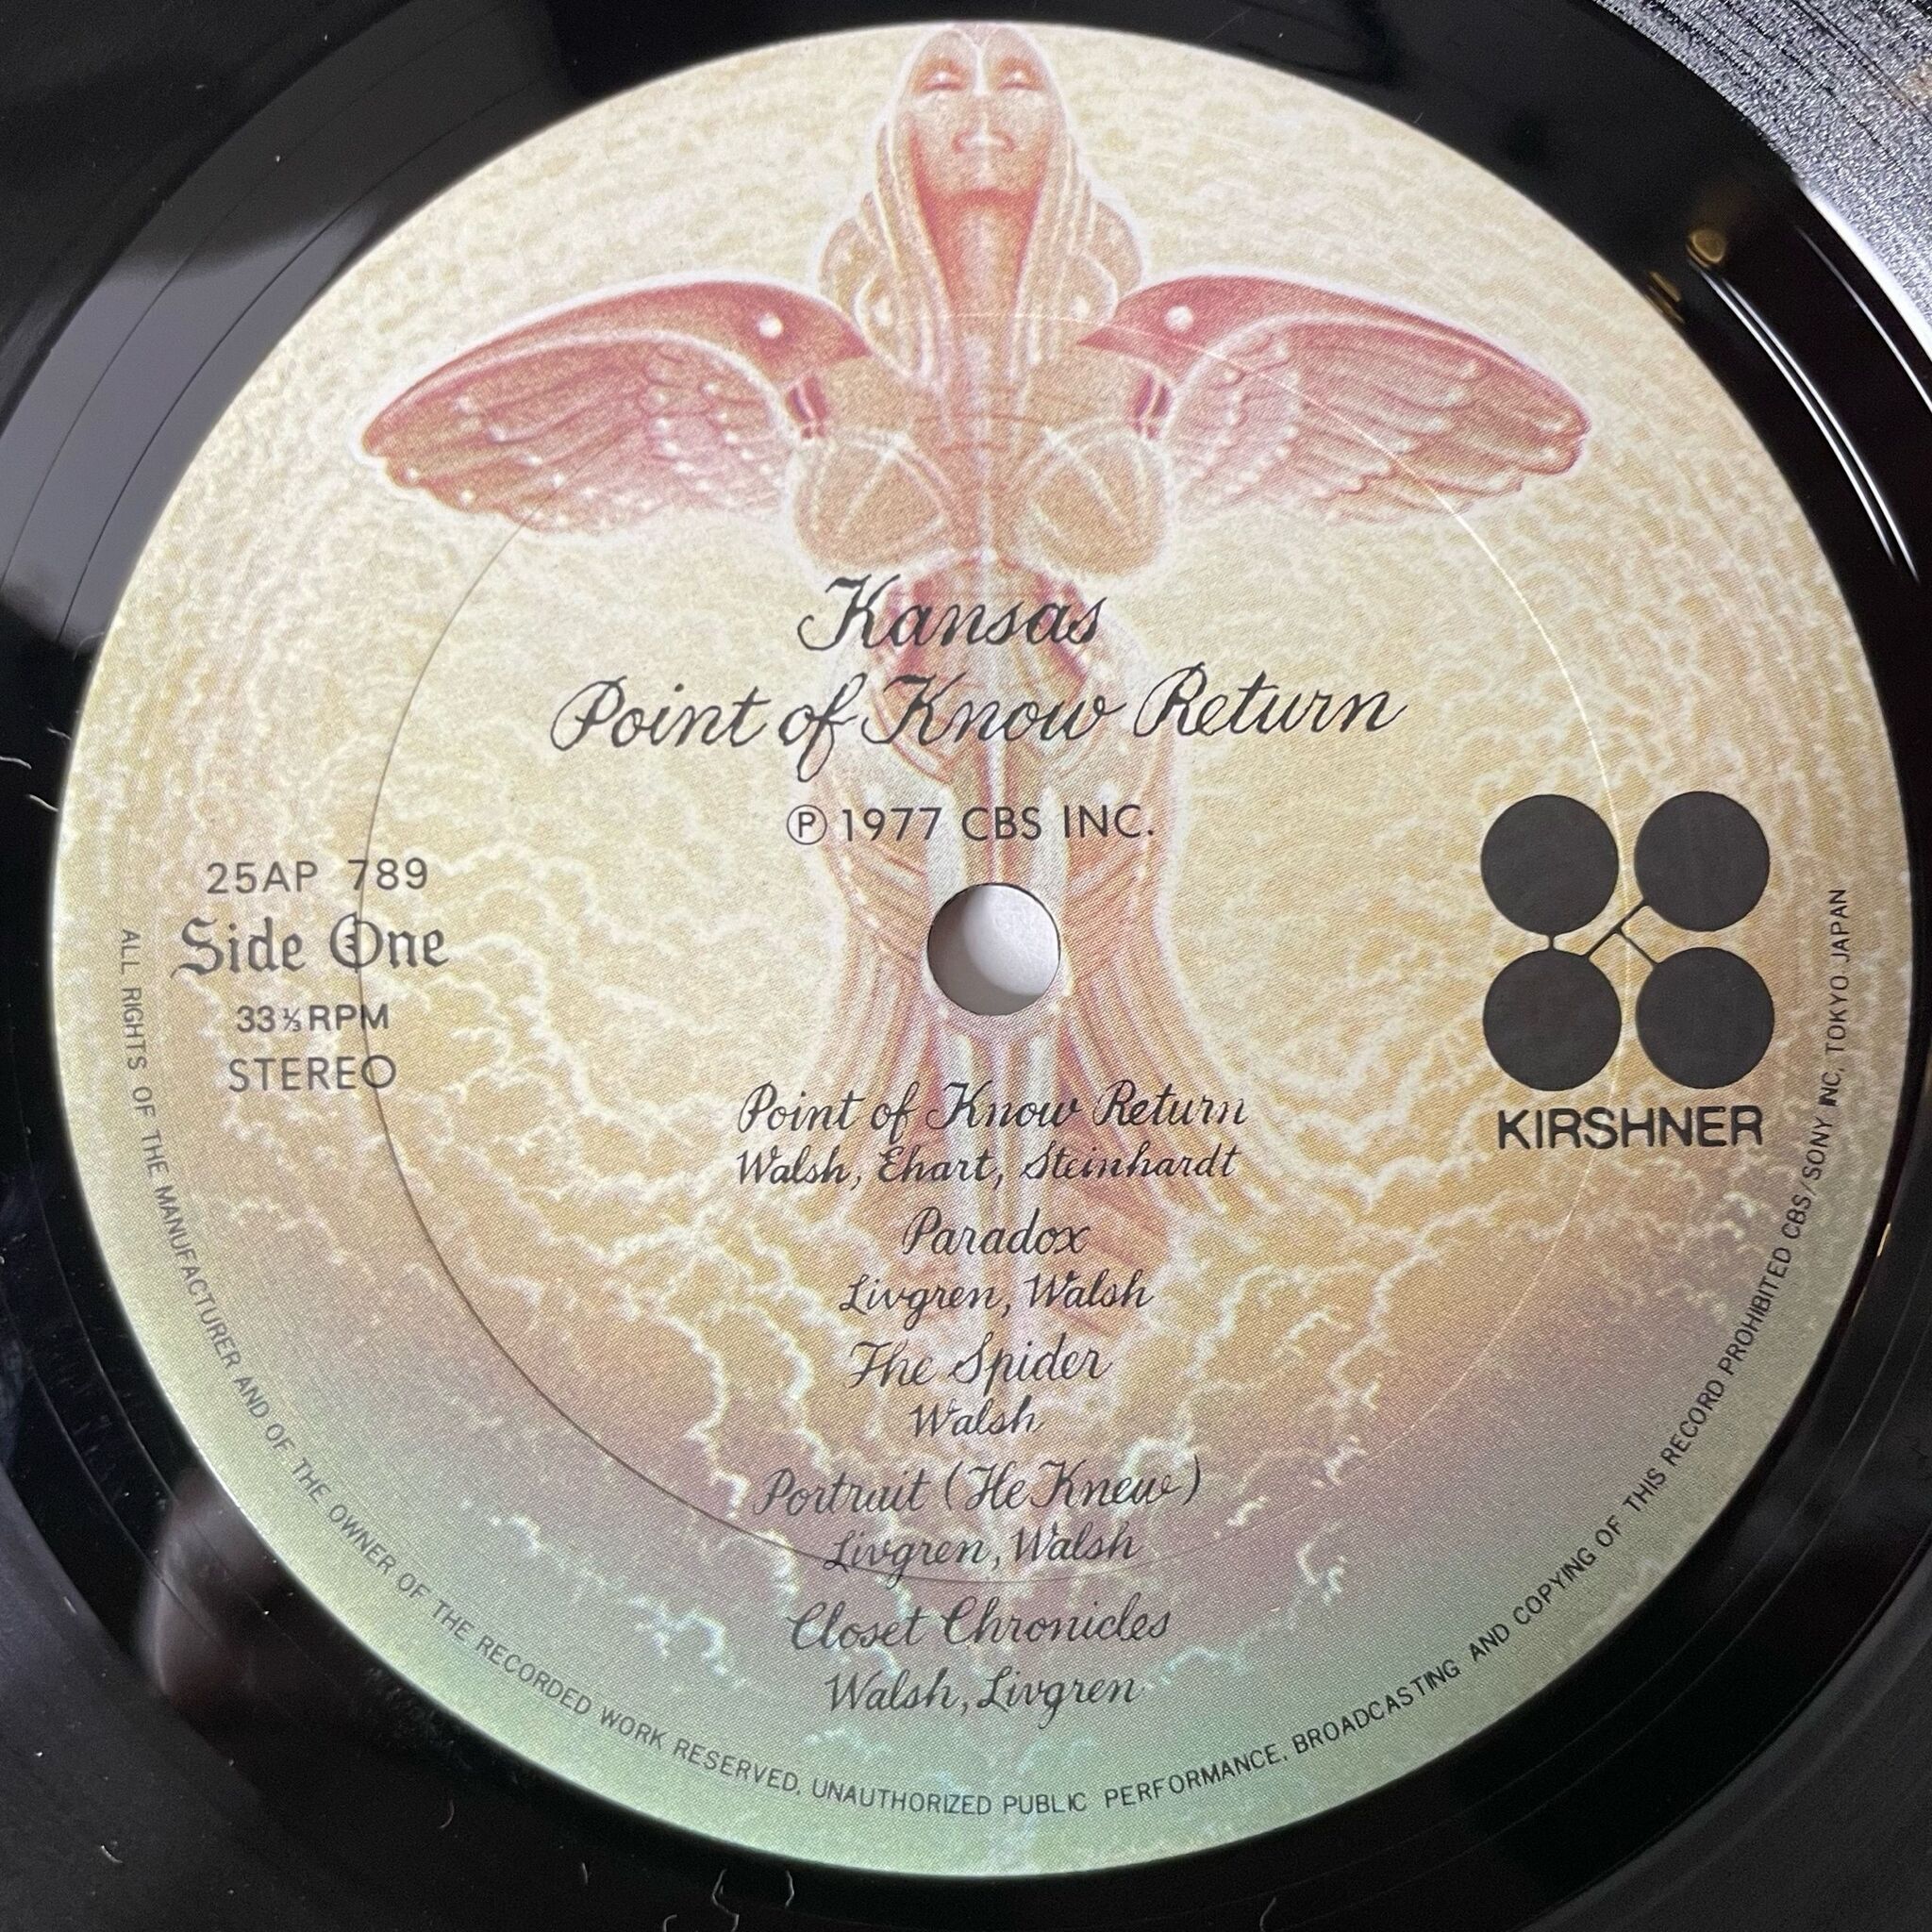 Kansas
Point of Know Return
℗ 1977 CBS INC.
25AP 789
Side One
33⅓ RPM
STEREO
KIRSHNER
Point of Know Return
Walsh, Ehart, Steinhardt
Paradox
Livgren, Walsh
The Spider
Walsh
Portrait (He Knew)
Livgren, Walsh
Closet Chronicles
Walsh, Livgren
ALL RIGHTS OF THE MANUFACTURER AND OF THE OWNER OF THE RECORDED WORK RESERVED. UNAUTHORIZED PUBLIC PERFORMANCE, BROADCASTING AND COPYING OF THIS RECORD PROHIBITED CBS/SONY INC, TOKYO JAPAN